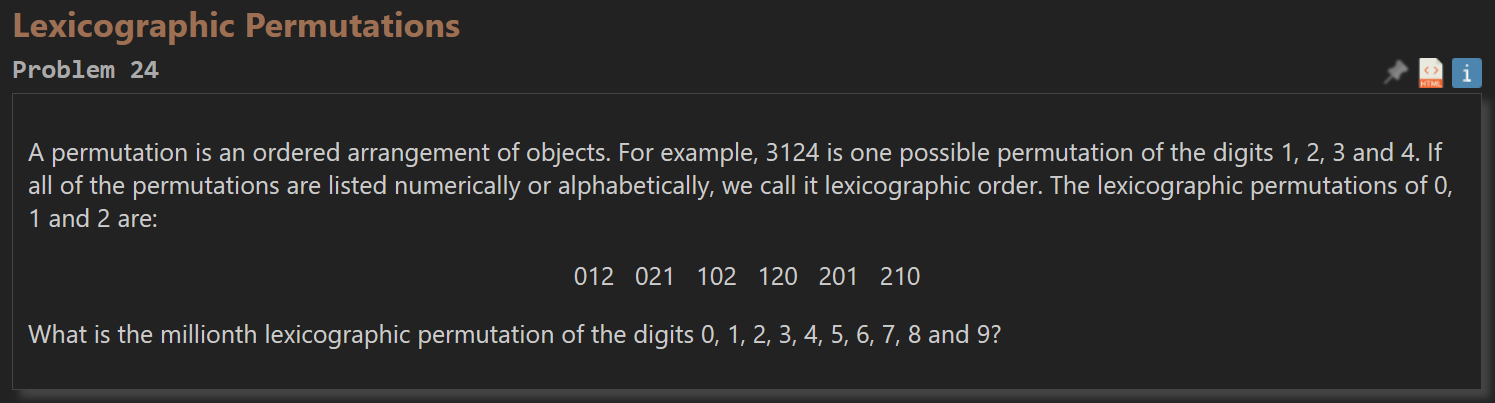 Lexicographic Permutations
Problem 24
HTML
i
A permutation is an ordered arrangement of objects. For example, 3124 is one possible permutation of the digits 1, 2, 3 and 4. If
all of the permutations are listed numerically or alphabetically, we call it lexicographic order. The lexicographic permutations of 0,
1 and 2 are:
012 021 102 120 201 210
What is the millionth lexicographic permutation of the digits 0, 1, 2, 3, 4, 5, 6, 7, 8 and 9?